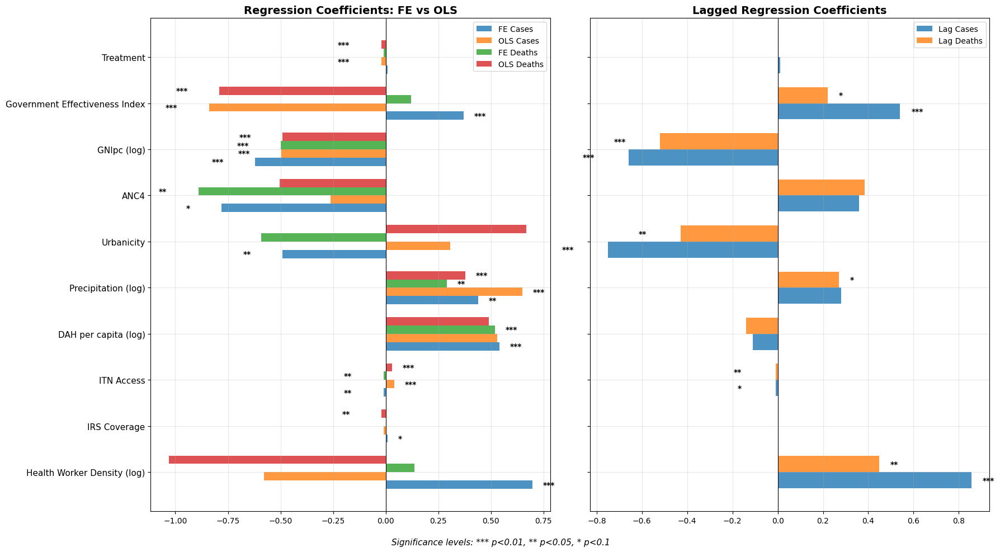 Regression Coefficients: FE vs OLS
Lagged Regression Coefficients
FE Cases
OLS Cases
FE Deaths
OLS Deaths
Lag Cases
Lag Deaths
Treatment
***
***
Government Effectiveness Index
***
***
***
*
***
GNIpc (log)
***
***
***
***
***
***
ANC4
**
*
Urbanicity
**
**
***
Precipitation (log)
***
**
***
**
*
DAH per capita (log)
***
***
ITN Access
***
**
***
**
**
*
IRS Coverage
**
*
Health Worker Density (log)
***
**
***
−1.00 −0.75 −0.50 −0.25 0.00 0.25 0.50 0.75
−0.8 −0.6 −0.4 −0.2 0.0 0.2 0.4 0.6 0.8
Significance levels: *** p<0.01, ** p<0.05, * p<0.1